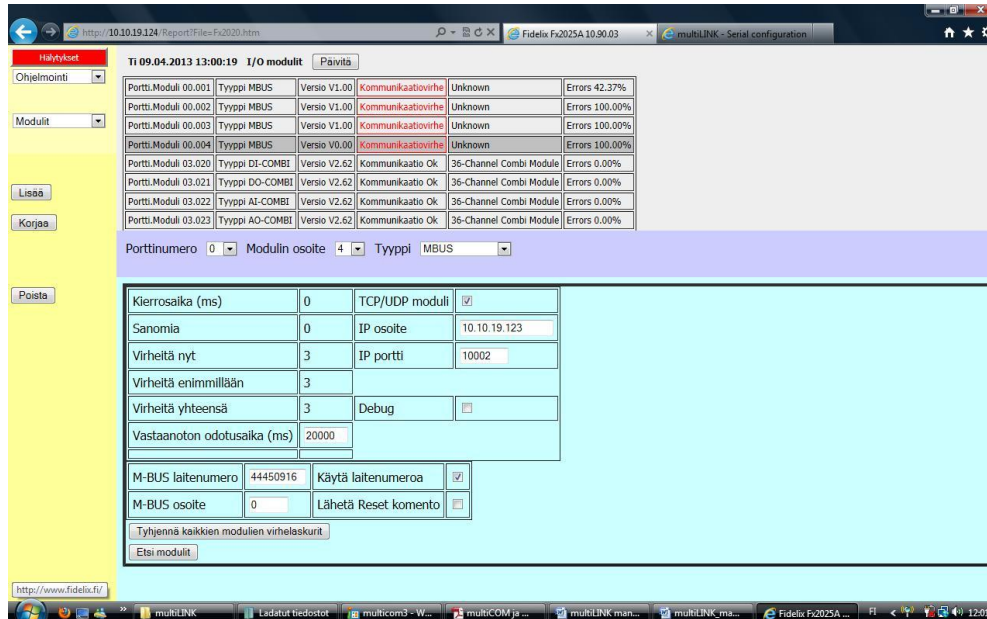 http://10.10.19.124/Report?File=Fx2020.htm
Fidelix Fx2025A 10.90.03
multiLINK - Serial configuration
Hälytykset
Ohjelmointi
Modulit
Lisää
Korjaa
Poista
Ti 09.04.2013 13:00:19 I/O modulit Päivitä
Portti.Moduli 00.001 Tyyppi MBUS Versio V1.00 Kommunikaatiovirhe Unknown Errors 42.37%
Portti.Moduli 00.002 Tyyppi MBUS Versio V1.00 Kommunikaatiovirhe Unknown Errors 100.00%
Portti.Moduli 00.003 Tyyppi MBUS Versio V1.00 Kommunikaatiovirhe Unknown Errors 100.00%
Portti.Moduli 00.004 Tyyppi MBUS Versio V0.00 Kommunikaatiovirhe Unknown Errors 100.00%
Portti.Moduli 03.020 Tyyppi DI-COMBI Versio V2.62 Kommunikaatio Ok 36-Channel Combi Module Errors 0.00%
Portti.Moduli 03.021 Tyyppi DO-COMBI Versio V2.62 Kommunikaatio Ok 36-Channel Combi Module Errors 0.00%
Portti.Moduli 03.022 Tyyppi AI-COMBI Versio V2.62 Kommunikaatio Ok 36-Channel Combi Module Errors 0.00%
Portti.Moduli 03.023 Tyyppi AO-COMBI Versio V2.62 Kommunikaatio Ok 36-Channel Combi Module Errors 0.00%
Porttinumero 0 Modulin osoite 4 Tyyppi MBUS
Kierrosaika (ms) 0 TCP/UDP moduli
Sanomia 0 IP osoite 10.10.19.123
Virheitä nyt 3 IP portti 10002
Virheitä enimmillään 3
Virheitä yhteensä 3 Debug
Vastaanoton odotusaika (ms) 20000
M-BUS laitenumero 44450916 Käytä laitenumeroa
M-BUS osoite 0 Lähetä Reset komento
Tyhjennä kaikkien modulien virhelaskurit
Etsi modulit
http://www.fidelix.fi/
multiLINK
Ladatut tiedostot
multicom3 - W...
multiCOM ja ...
multiLINK man...
multiLINK_ma...
Fidelix Fx2025A ...
FI
12:01